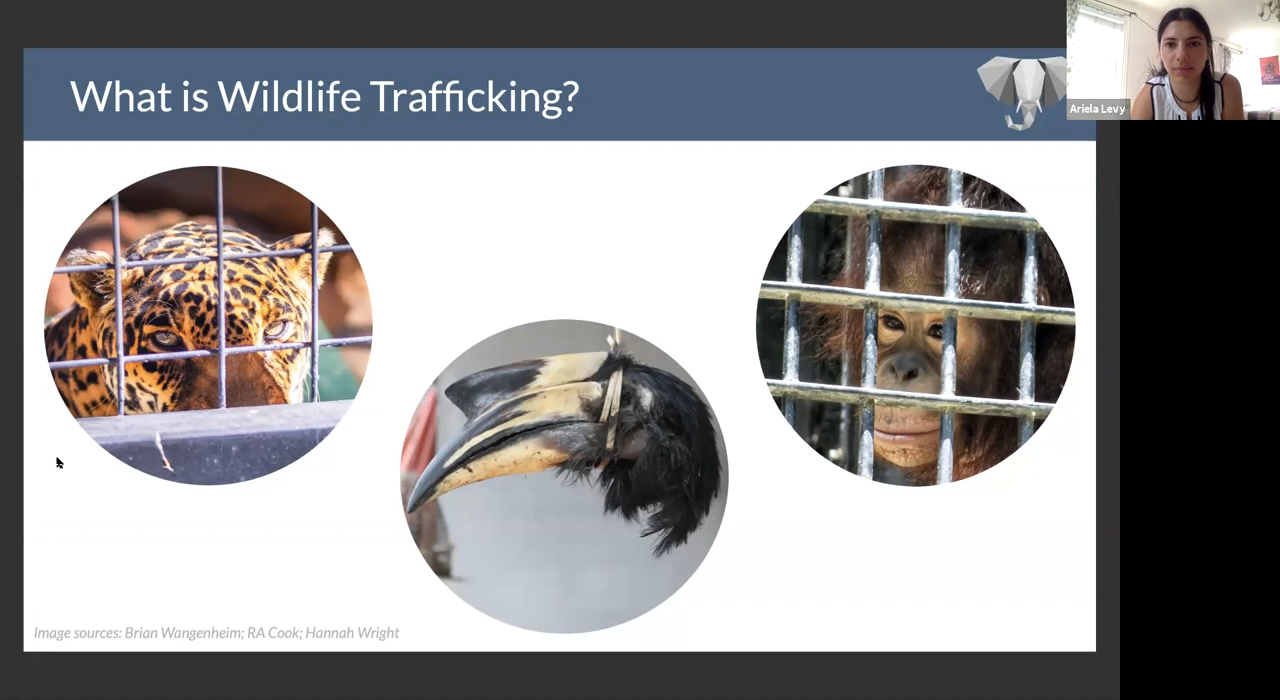 What is Wildlife Trafficking?
Ariela Levy
Image sources: Brian Wangenheim; RA Cook; Hannah Wright